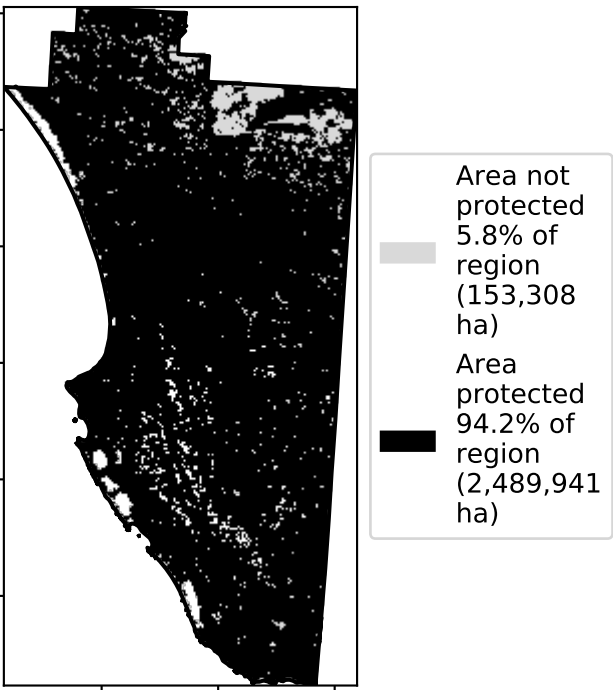 Area not
protected
5.8% of
region
(153,308
ha)
Area
protected
94.2% of
region
(2,489,941
ha)